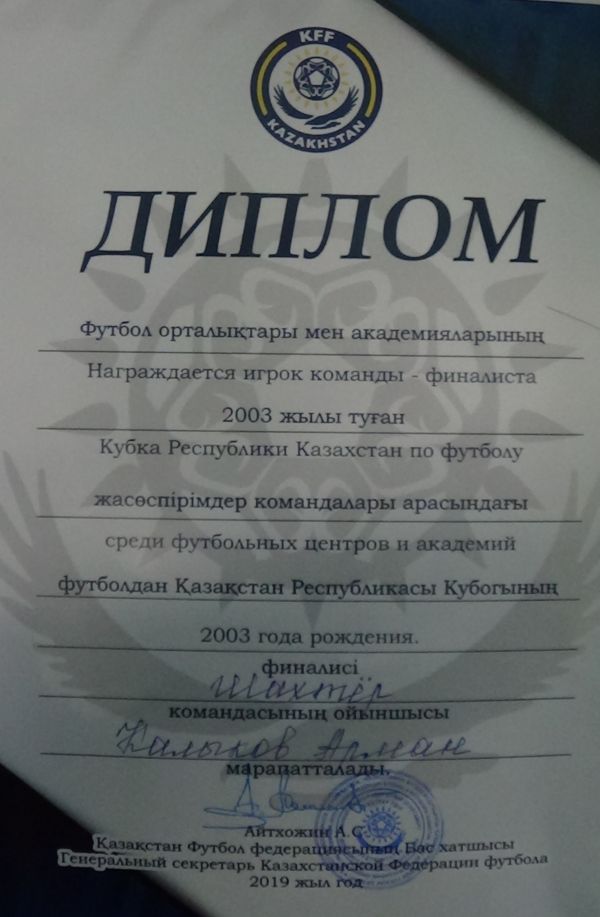 KFF
KAZAKHSTAN
ДИПЛОМ
Футбол орталықтары мен академияларының
Награждается игрок команды - финалиста
2003 жылы туған
Кубка Республики Казахстан по футболу
жасөспірімдер командалары арасындағы
среди футбольных центров и академий
футболдан Қазақстан Республикасы Кубогының
2003 года рождения.
финалисі
Шахтёр
командасының ойыншысы
Калыков Арман
марапатталады.
Айтхожин А.С.
Қазақстан Футбол федерациясының Бас хатшысы
Генеральный секретарь Казахстанской Федерации футбола
2019 жыл год